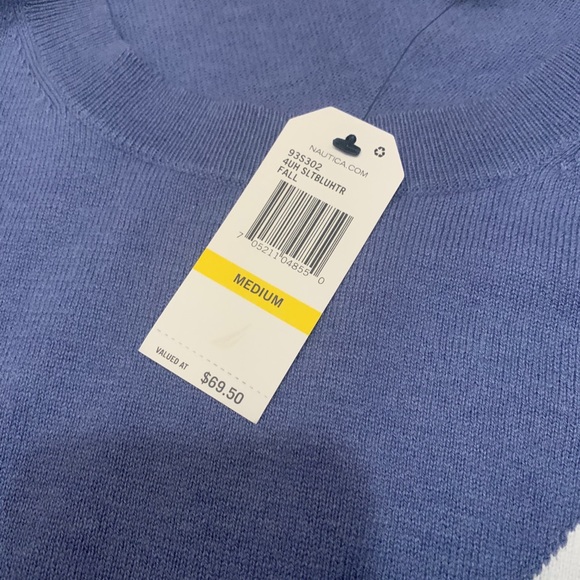 NAUTICA.COM
93S302
4UH SLTBLUHTR
FALL
7 05211 04855 0
MEDIUM
VALUED AT
$69.50